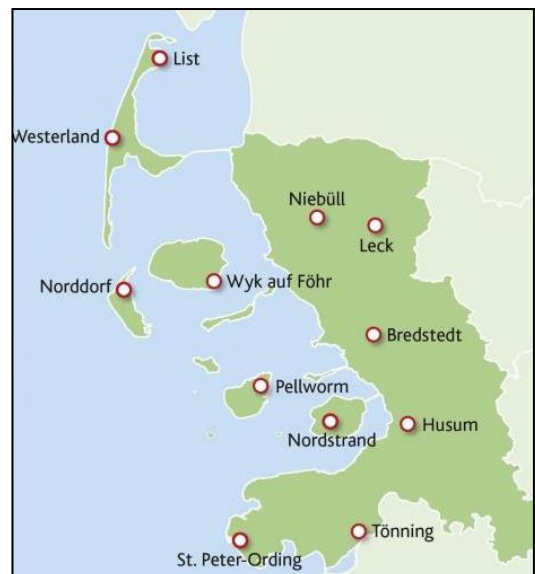 List
Westerland
Niebüll
Leck
Norddorf
Wyk auf Föhr
Bredstedt
Pellworm
Nordstrand
Husum
Tönning
St. Peter-Ording